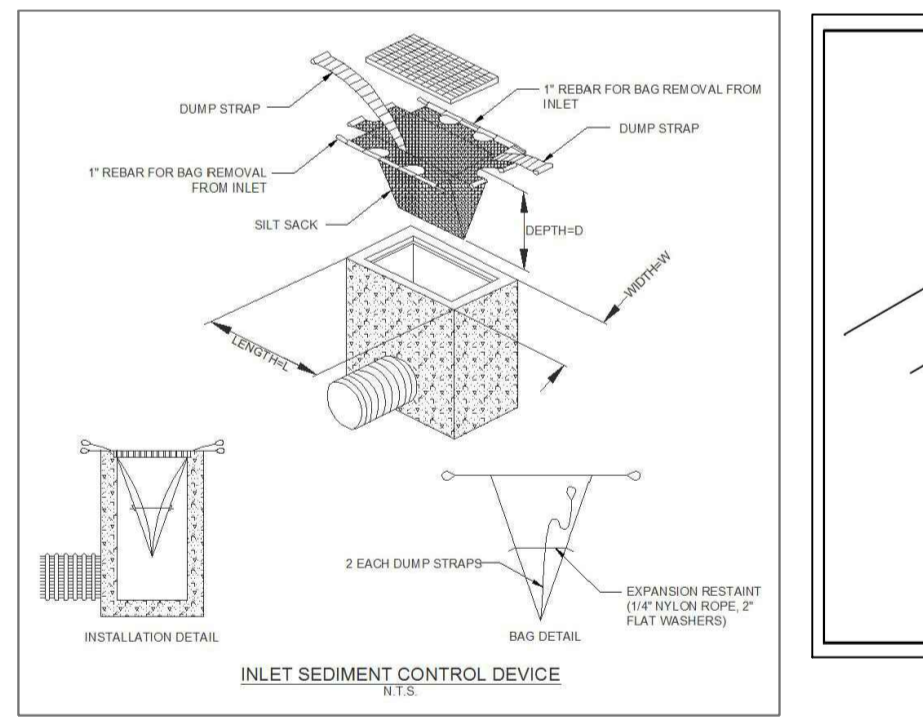 DUMP STRAP
1" REBAR FOR BAG REMOVAL FROM
INLET
DUMP STRAP
1" REBAR FOR BAG REMOVAL
FROM INLET
SILT SACK
DEPTH=D
WIDTH=W
LENGTH=L
2 EACH DUMP STRAPS
EXPANSION RESTAINT
(1/4" NYLON ROPE, 2"
FLAT WASHERS)
INSTALLATION DETAIL
BAG DETAIL
INLET SEDIMENT CONTROL DEVICE
N.T.S.